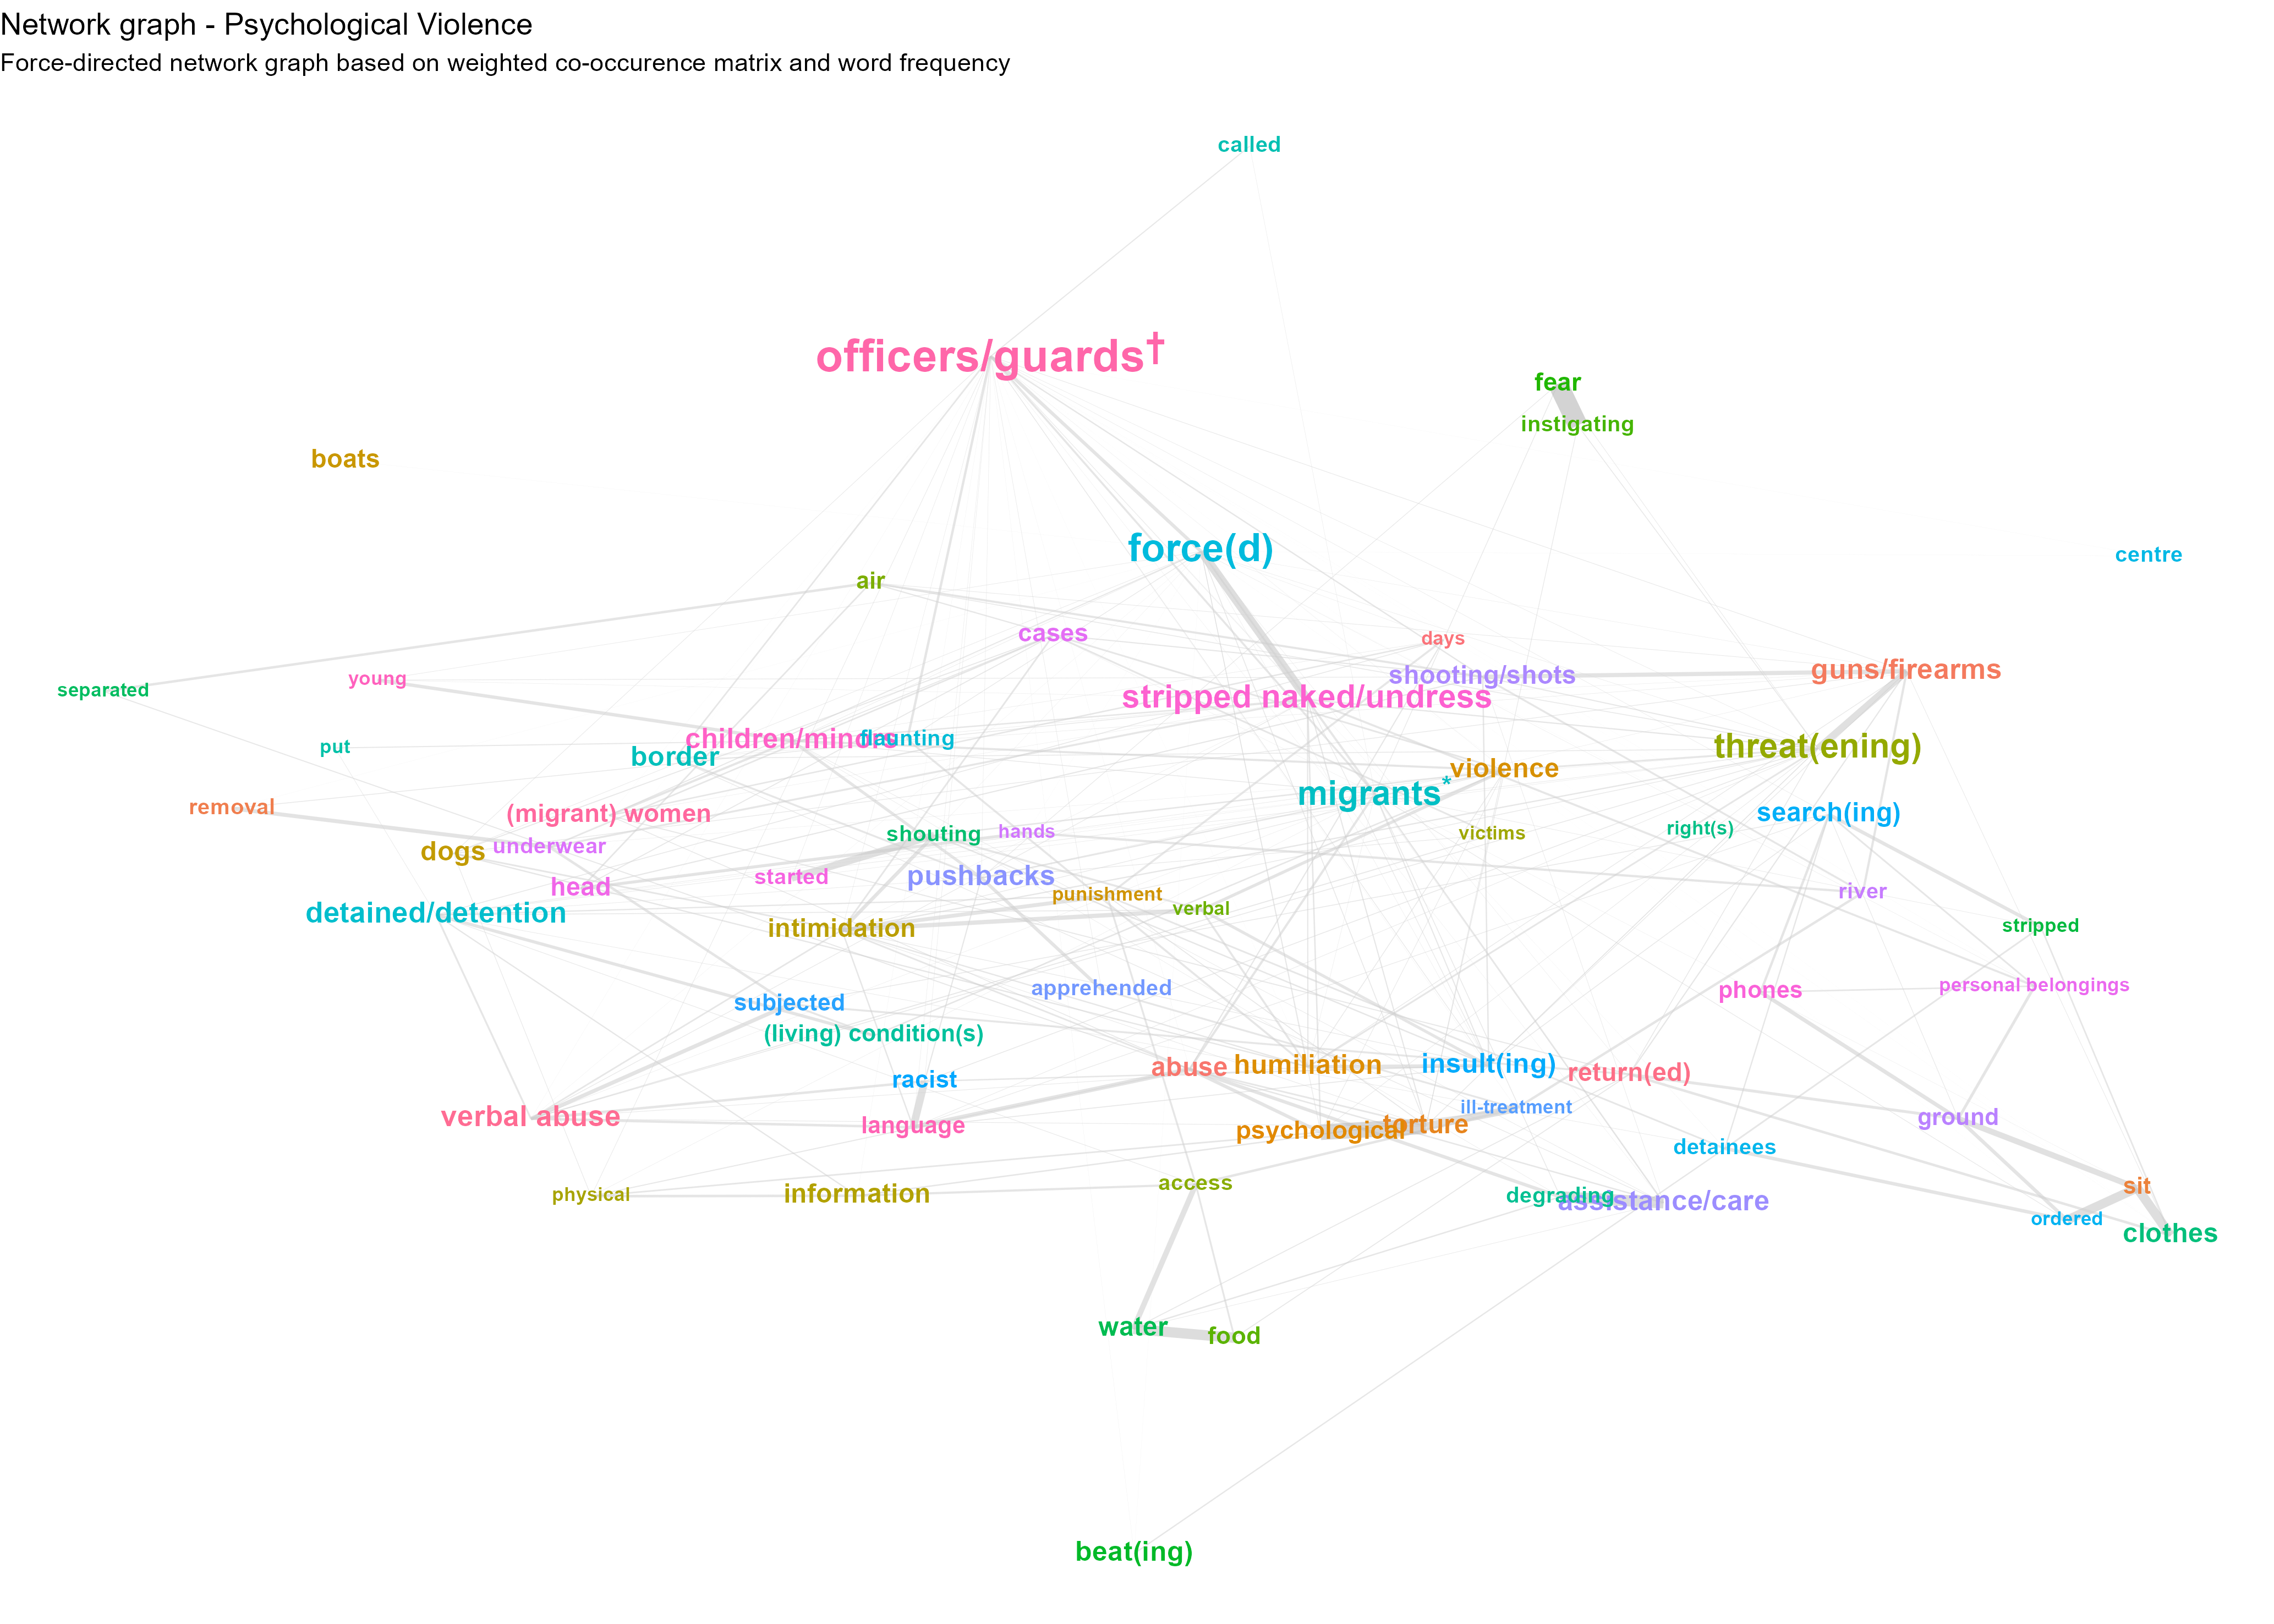 Network graph - Psychological Violence
Force-directed network graph based on weighted co-occurence matrix and word frequency
called
officers/guards†
fear
instigating
boats
force(d)
centre
air
cases
days
shooting/shots
guns/firearms
separated
young
stripped naked/undress
put
children/minors
flaunting
border
threat(ening)
violence
migrants*
removal
(migrant) women
search(ing)
shouting
hands
victims
right(s)
dogs
underwear
head
started
pushbacks
punishment
river
verbal
detained/detention
intimidation
stripped
apprehended
phones
personal belongings
subjected
(living) condition(s)
abuse
humiliation
insult(ing)
return(ed)
racist
ill-treatment
verbal abuse
language
psychological
torture
ground
detainees
physical
information
access
degrading
assistance/care
sit
ordered
clothes
water
food
beat(ing)